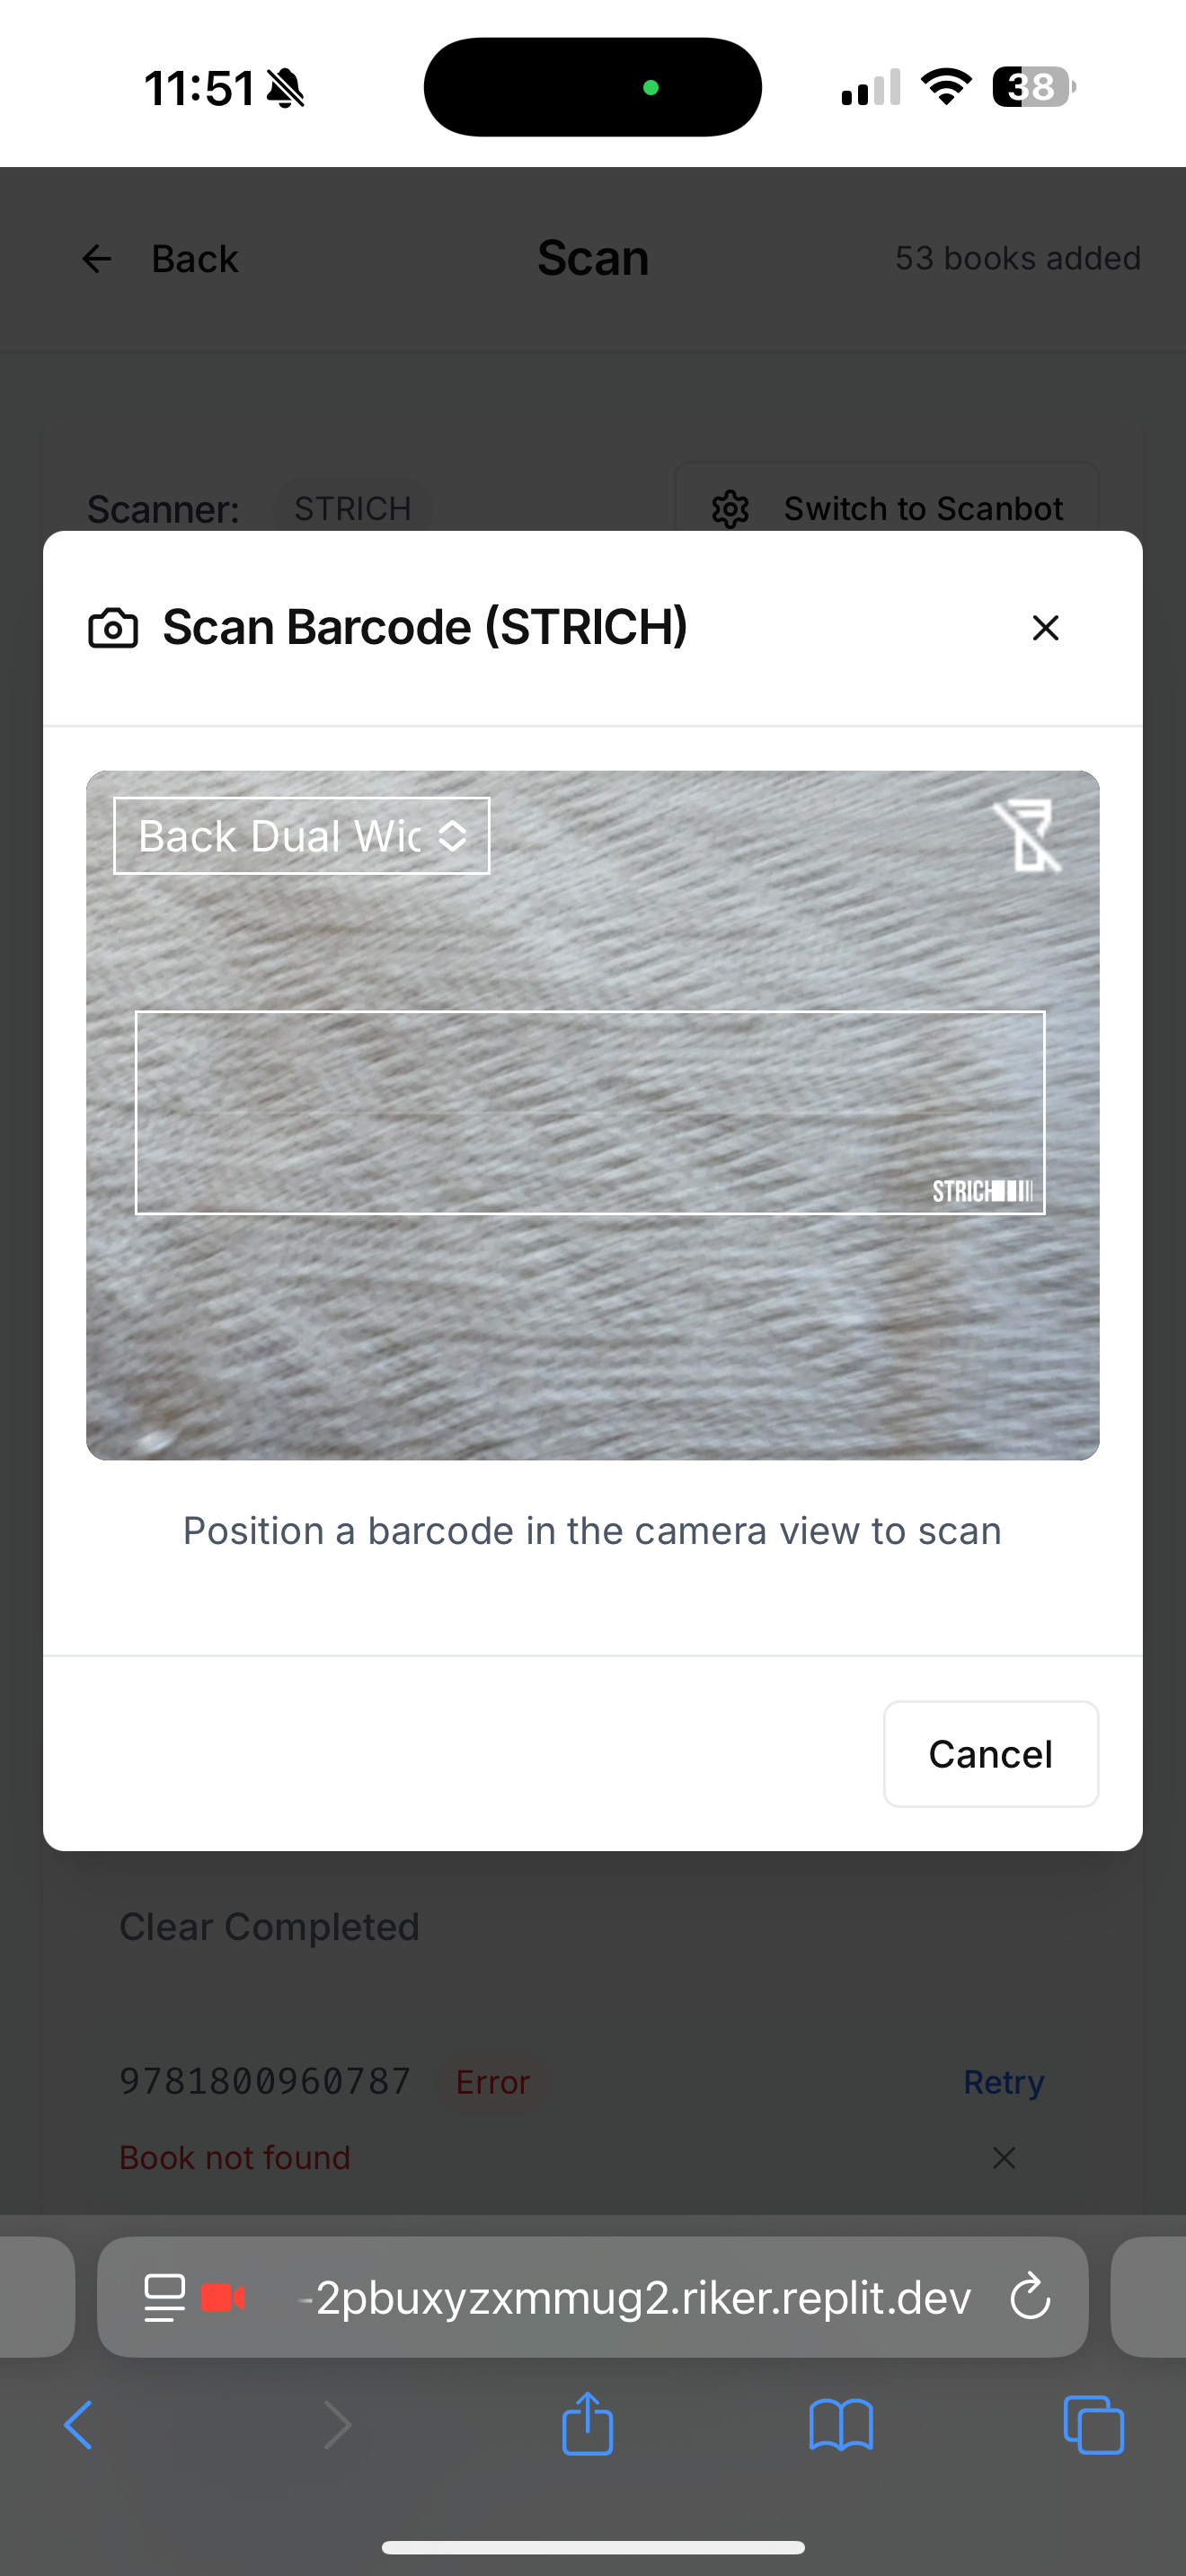 11:51
38
Back
Scan
53 books added
Scanner:
STRICH
Switch to Scanbot
Scan Barcode (STRICH)
Back Dual Wic
STRICH
Position a barcode in the camera view to scan
Cancel
Clear Completed
9781800960787
Error
Retry
Book not found
-2pbuxyzxmmug2.riker.replit.dev